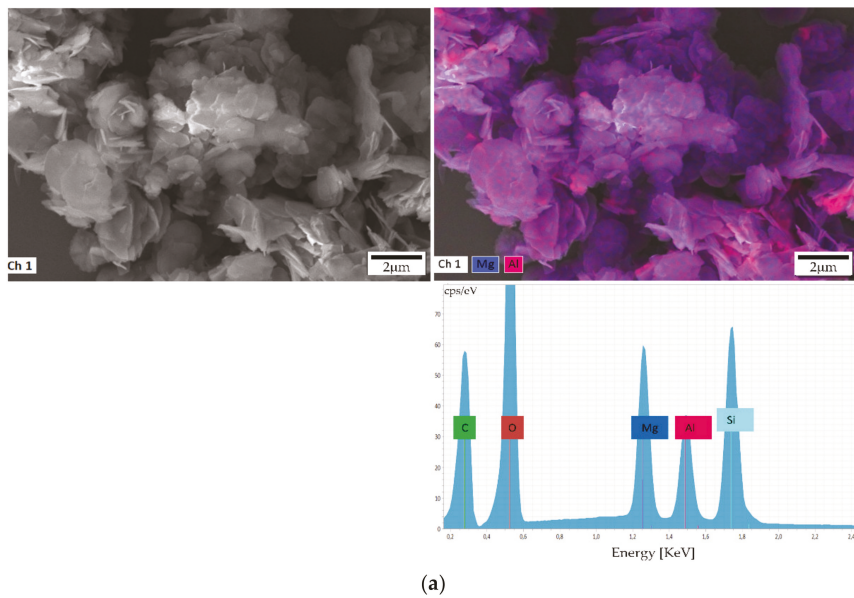 Ch 1
2μm
Ch 1 Mg Al
2μm
cps/eV
70
60
50
40
30
20
10
0
C
O
Mg
Al
Si
0,2 0,4 0,6 0,8 1,0 1,2 1,4 1,6 1,8 2,0 2,2 2,4
Energy [KeV]
(a)